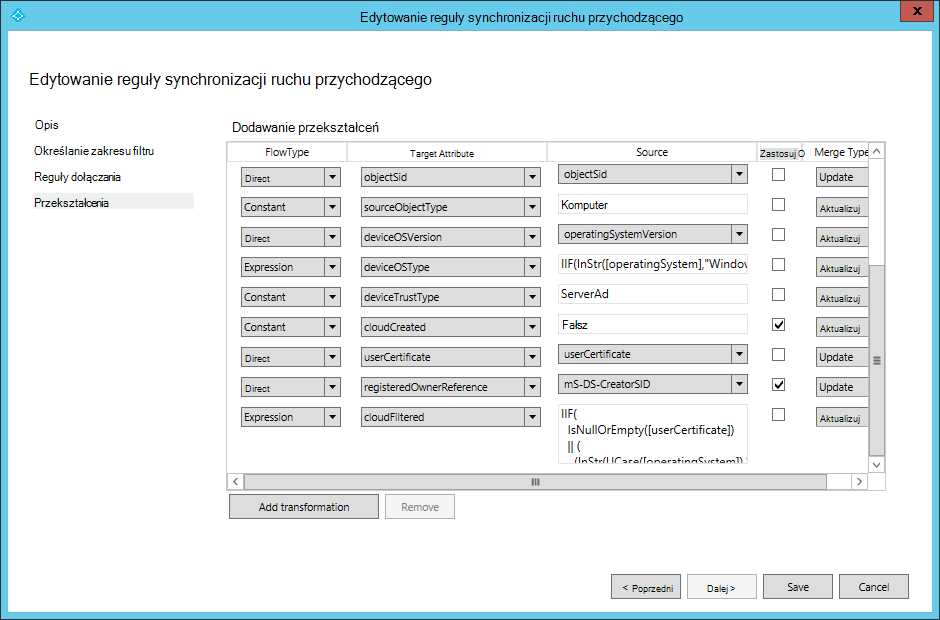 Edytowanie reguły synchronizacji ruchu przychodzącego
X
Edytowanie reguły synchronizacji ruchu przychodzącego
Opis
Określanie zakresu filtru
Reguły dołączania
Przekształcenia
Dodawanie przekształceń
FlowType Target Attribute Source Zastosuj O Merge Type
Direct objectSid objectSid Update
Constant sourceObjectType Komputer Aktualizuj
Direct deviceOSVersion operatingSystemVersion Aktualizuj
Expression deviceOSType IIF(InStr([operatingSystem],"Window Aktualizuj
Constant deviceTrustType ServerAd Aktualizuj
Constant cloudCreated Fałsz Aktualizuj
Direct userCertificate userCertificate Update
Direct registeredOwnerReference mS-DS-CreatorSID Update
Expression cloudFiltered IIF( Aktualizuj
IsNullOrEmpty([userCertificate])
|| (
(InStr(UCase([operatingSystem])
Add transformation Remove
< Poprzedni Dalej > Save Cancel